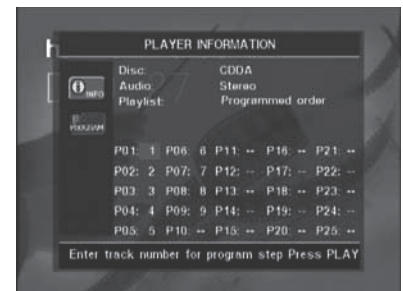 PLAYER INFORMATION
Disc: CDDA
Audio: Stereo
Playlist: Programmed order
INFO
PROGRAM
P01: 1 P06: 6 P11: -- P16: -- P21: --
P02: 2 P07: 7 P12: -- P17: -- P22: --
P03: 3 P08: 8 P13: -- P18: -- P23: --
P04: 4 P09: 9 P14: -- P19: -- P24: --
P05: 5 P10: -- P15: -- P20: -- P25: --
Enter track number for program step Press PLAY